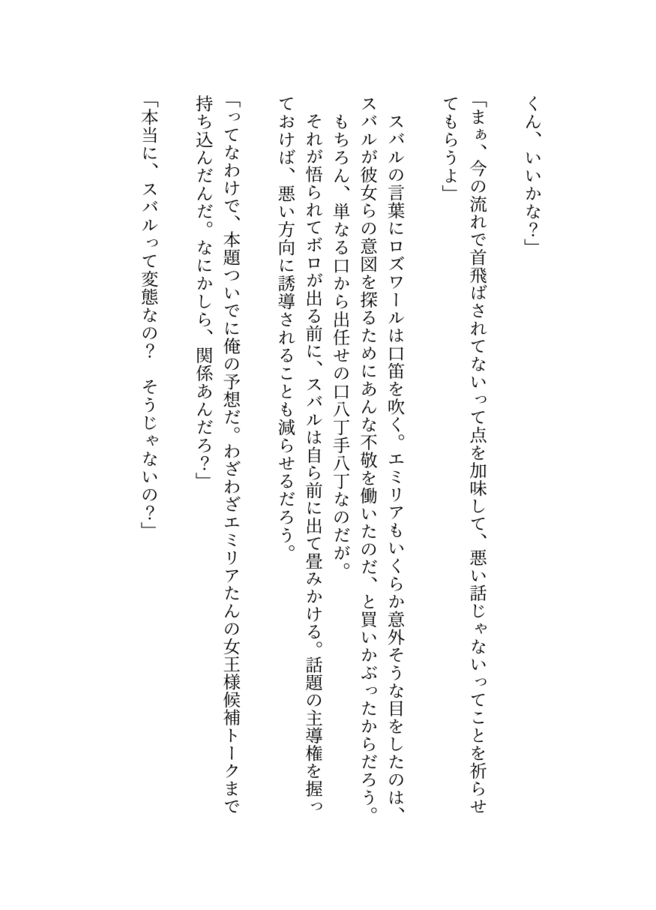 くん、いいかな？」
「まぁ、今の流れで首飛ばされてないって点を加味して、悪い話じゃないってことを祈らせ
てもらうよ」
スバルの言葉にロズワールは口笛を吹く。エミリアもいくらか意外そうな目をしたのは、
スバルが彼女らの意図を探るためにあんな不敬を働いたのだ、と買いかぶったからだろう。
もちろん、単なる口から出任せの口八丁手八丁なのだが。
それが悟られてボロが出る前に、スバルは自ら前に出て畳みかける。話題の主導権を握っ
ておけば、悪い方向に誘導されることも減らせるだろう。
「ってなわけで、本題ついでに俺の予想だ。わざわざエミリアたんの女王様候補トークまで
持ち込んだんだ。なにかしら、関係あんだろ？」
「本当に、スバルって変態なの？　そうじゃないの？」